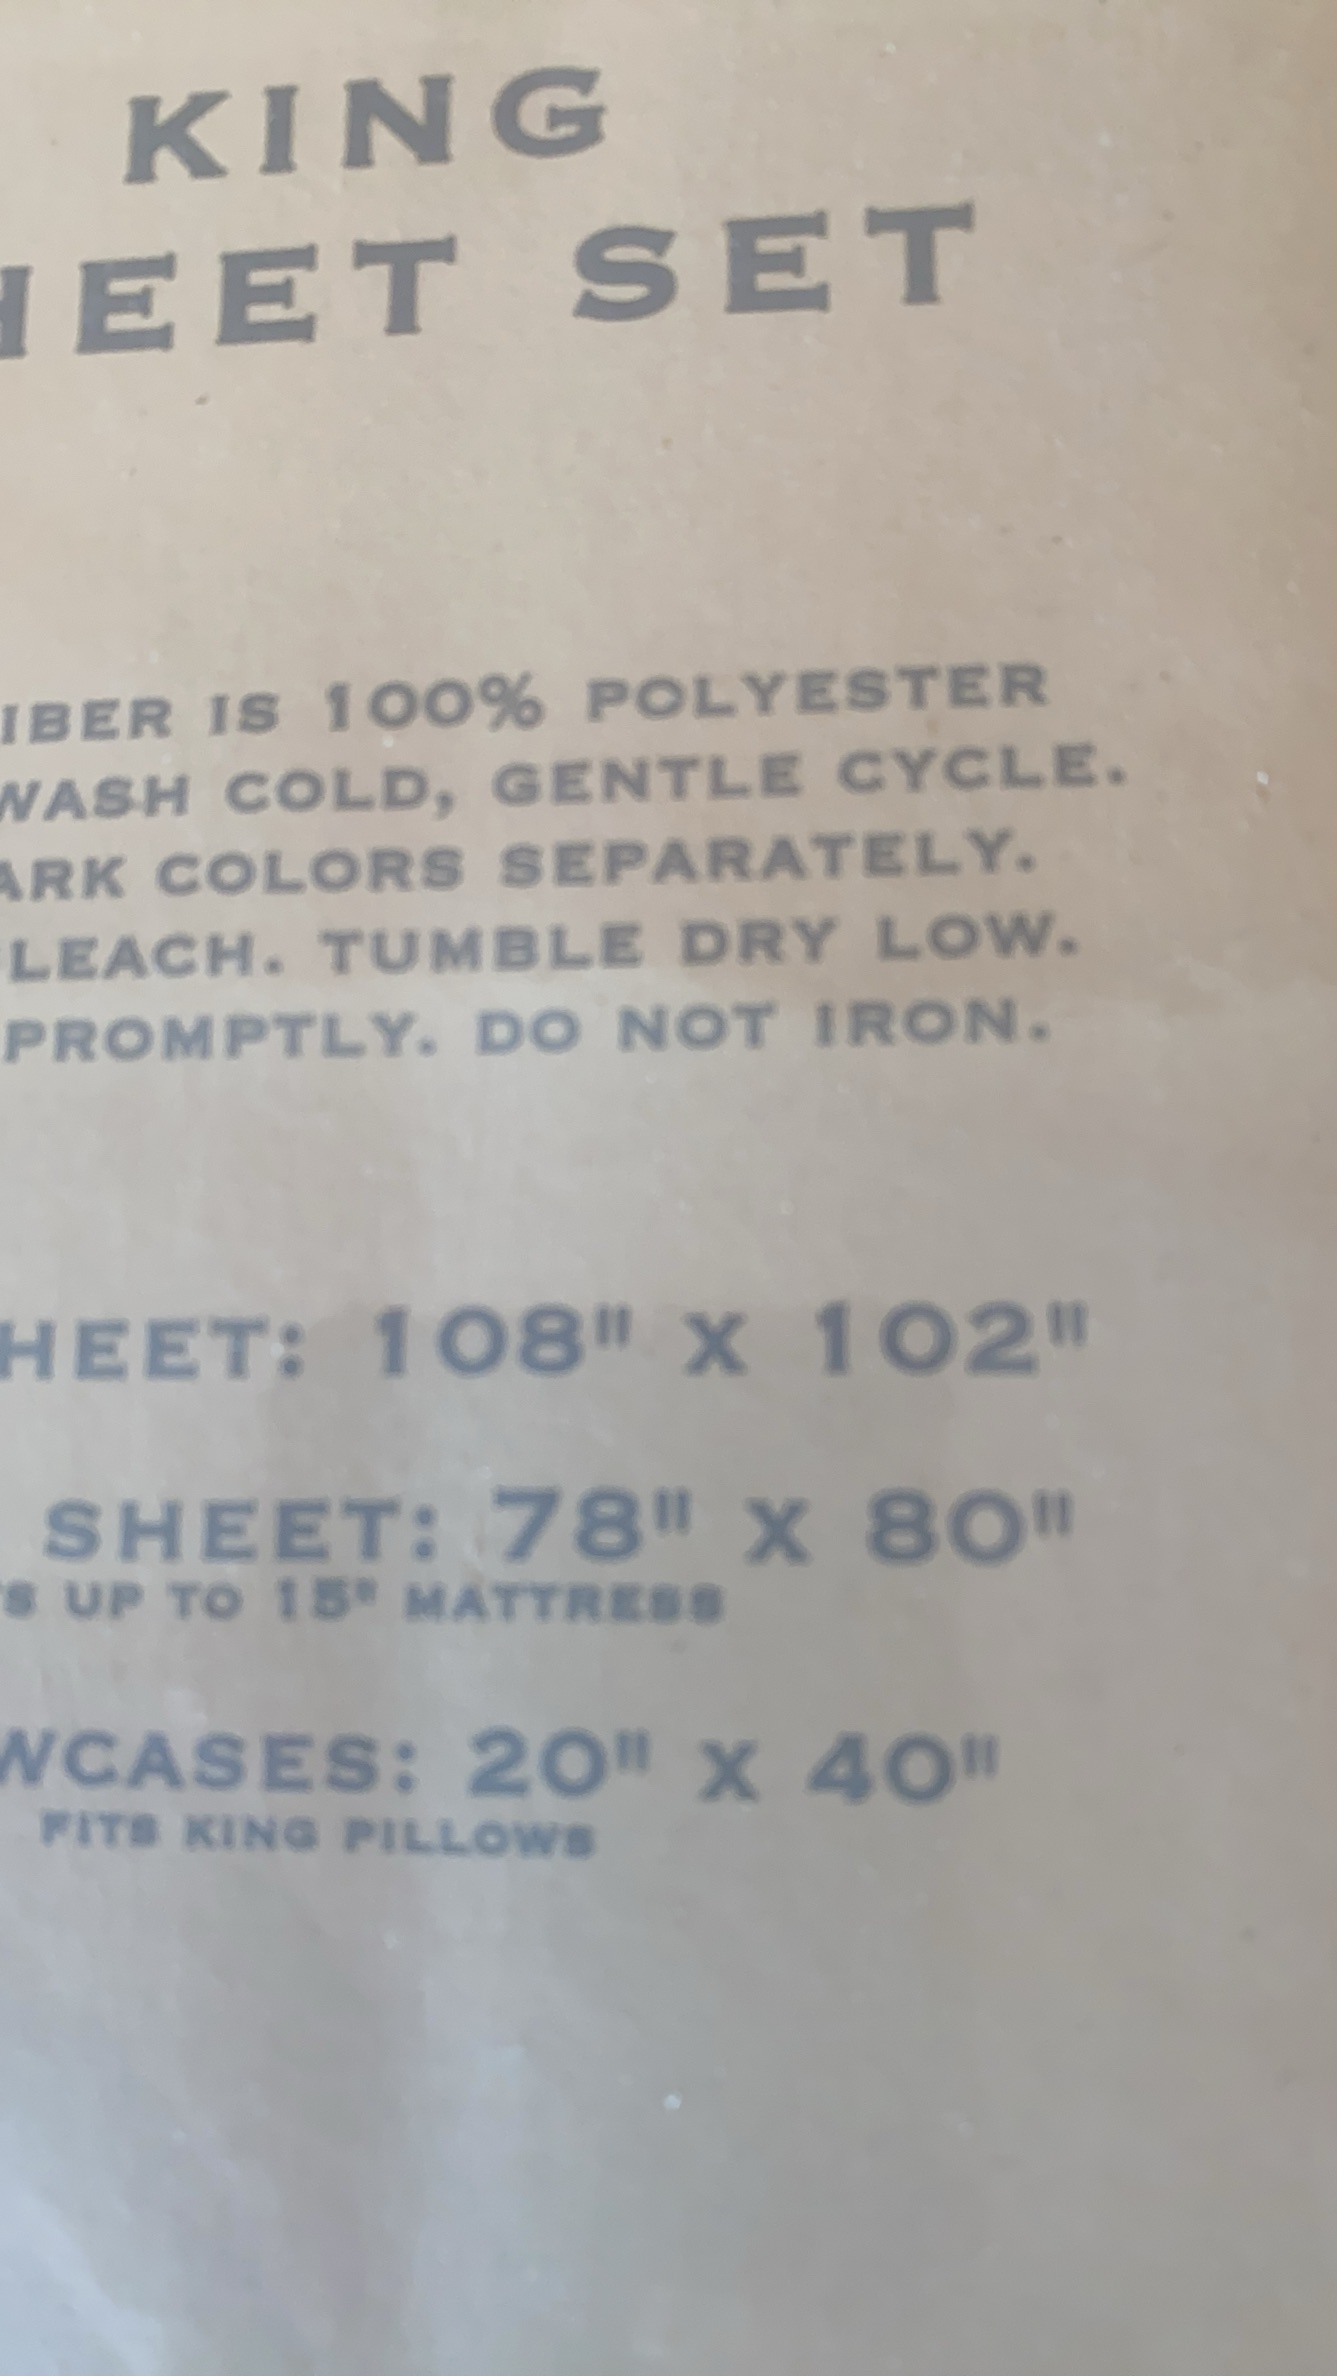 KING
HEET SET
IBER IS 100% POLYESTER
WASH COLD, GENTLE CYCLE.
ARK COLORS SEPARATELY.
LEACH. TUMBLE DRY LOW.
PROMPTLY. DO NOT IRON.
HEET: 108" X 102"
SHEET: 78" X 80"
S UP TO 15" MATTRESS
WCASES: 20" X 40"
FITS KING PILLOWS